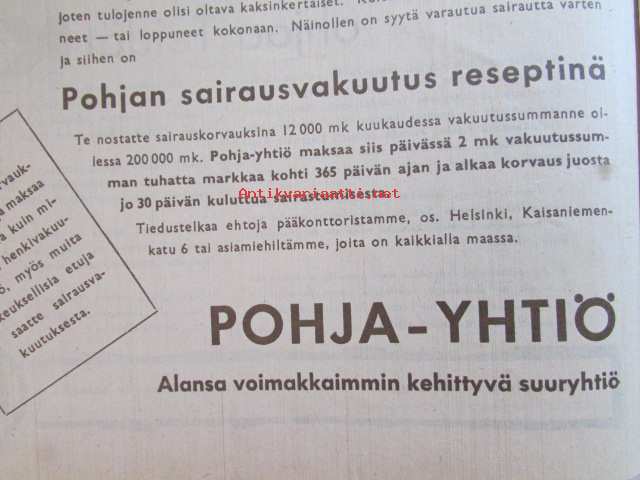 joten tulojenne olisi oltava kaksinkertaiset.
neet — tai loppuneet kokonaan. Näinollen on syytä varautua sairautta varten
ja siihen on
Pohjan sairausvakuutus reseptinä
Te nostatte sairauskorvauksina 12 000 mk kuukaudessa vakuutussummanne ol-
lessa 200 000 mk. Pohja-yhtiö maksaa siis päivässä 2 mk vakuutussum-
man tuhatta markkaa kohti 365 päivän ajan ja alkaa korvaus juosta
jo 30 päivän kuluttua sairastumisesta.
Antikvariaatti.net
Tiedustelkaa ehtoja pääkonttoristamme, os. Helsinki, Kaisaniemen-
katu 6 tai asiamiehiltämme, joita on kaikkialla maassa.
rvauk-
maksaa
kuin mi-
henkivakuu-
ö, myös muita
keuksellisia etuja
saatte sairausva-
kuutuksesta.
POHJA-YHTIÖ
Alansa voimakkaimmin kehittyvä suuryhtiö